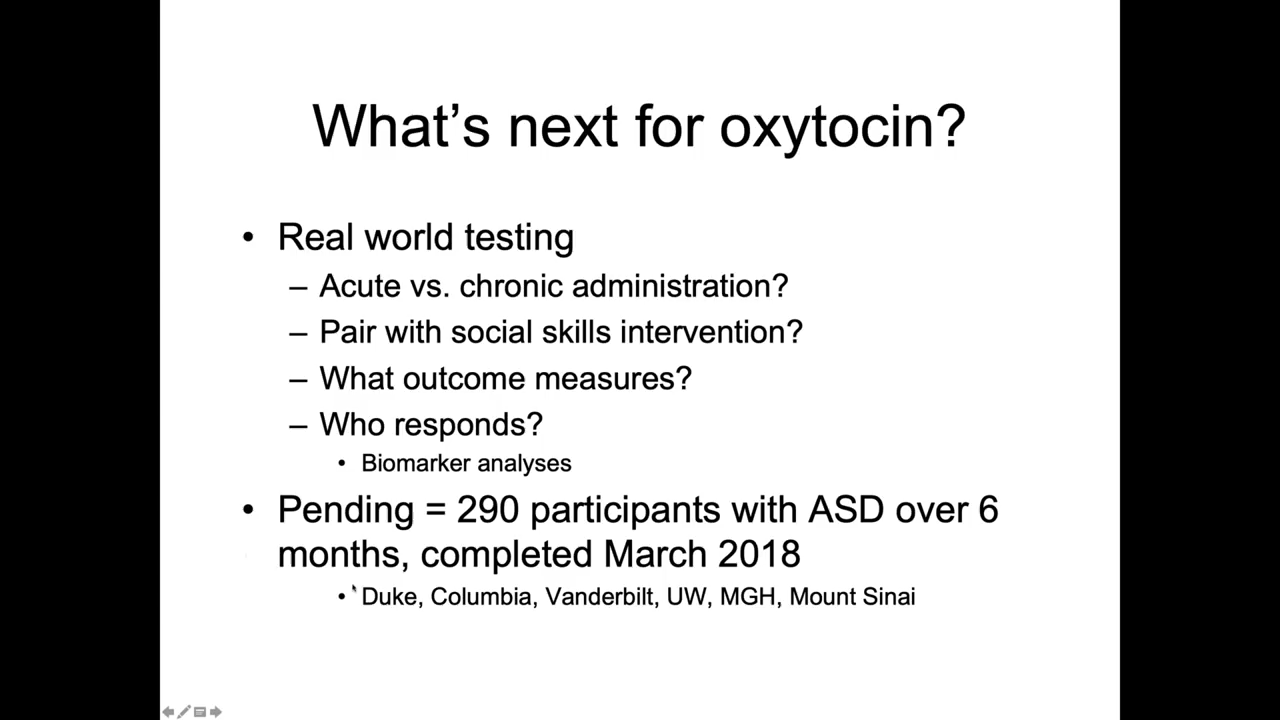 What's next for oxytocin?
• Real world testing
– Acute vs. chronic administration?
– Pair with social skills intervention?
– What outcome measures?
– Who responds?
• Biomarker analyses
• Pending = 290 participants with ASD over 6
months, completed March 2018
• Duke, Columbia, Vanderbilt, UW, MGH, Mount Sinai